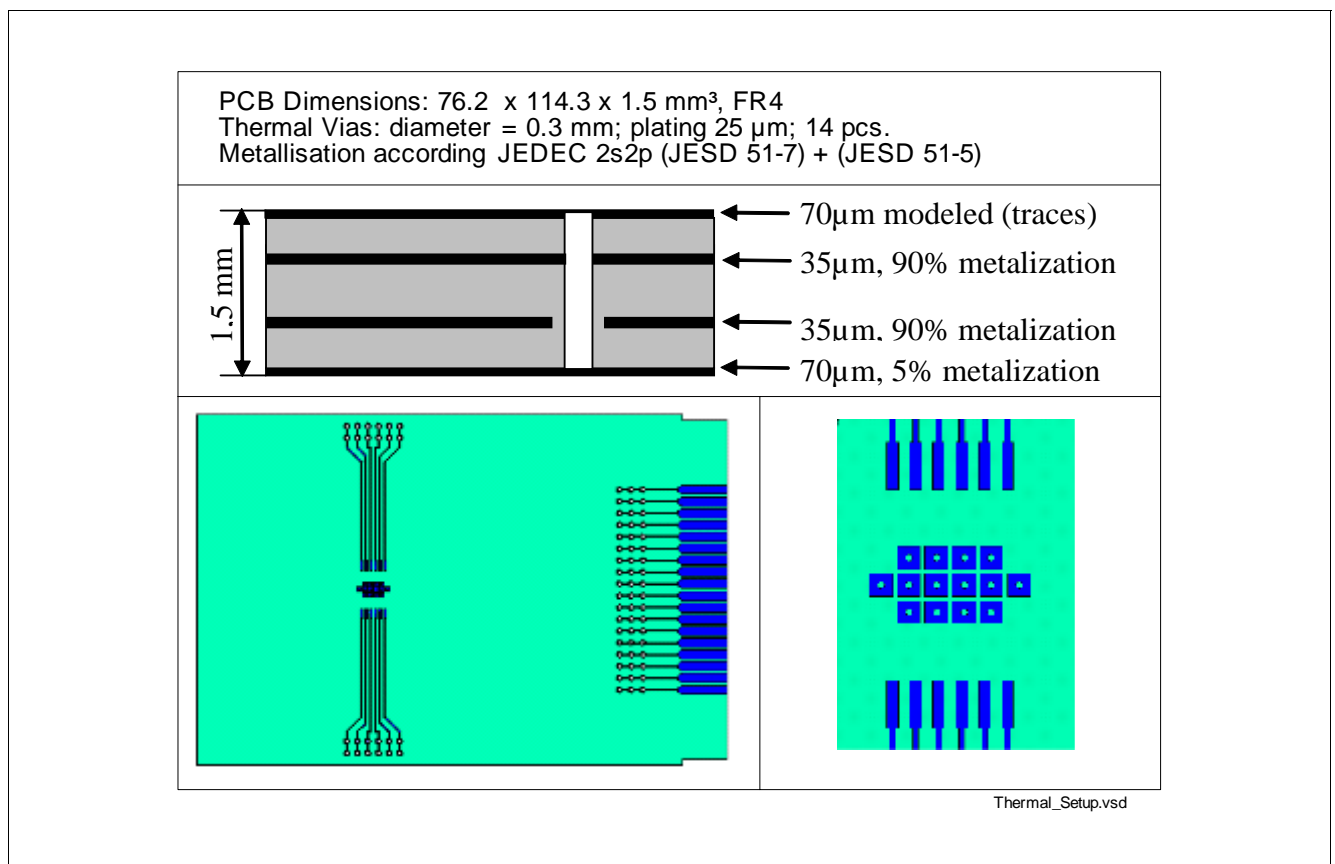 PCB Dimensions: 76.2 x 114.3 x 1.5 mm³, FR4
Thermal Vias: diameter = 0.3 mm; plating 25 µm; 14 pcs.
Metallisation according JEDEC 2s2p (JESD 51-7) + (JESD 51-5)
1.5 mm
70µm modeled (traces)
35µm, 90% metalization
35µm, 90% metalization
70µm, 5% metalization
Thermal_Setup.vsd